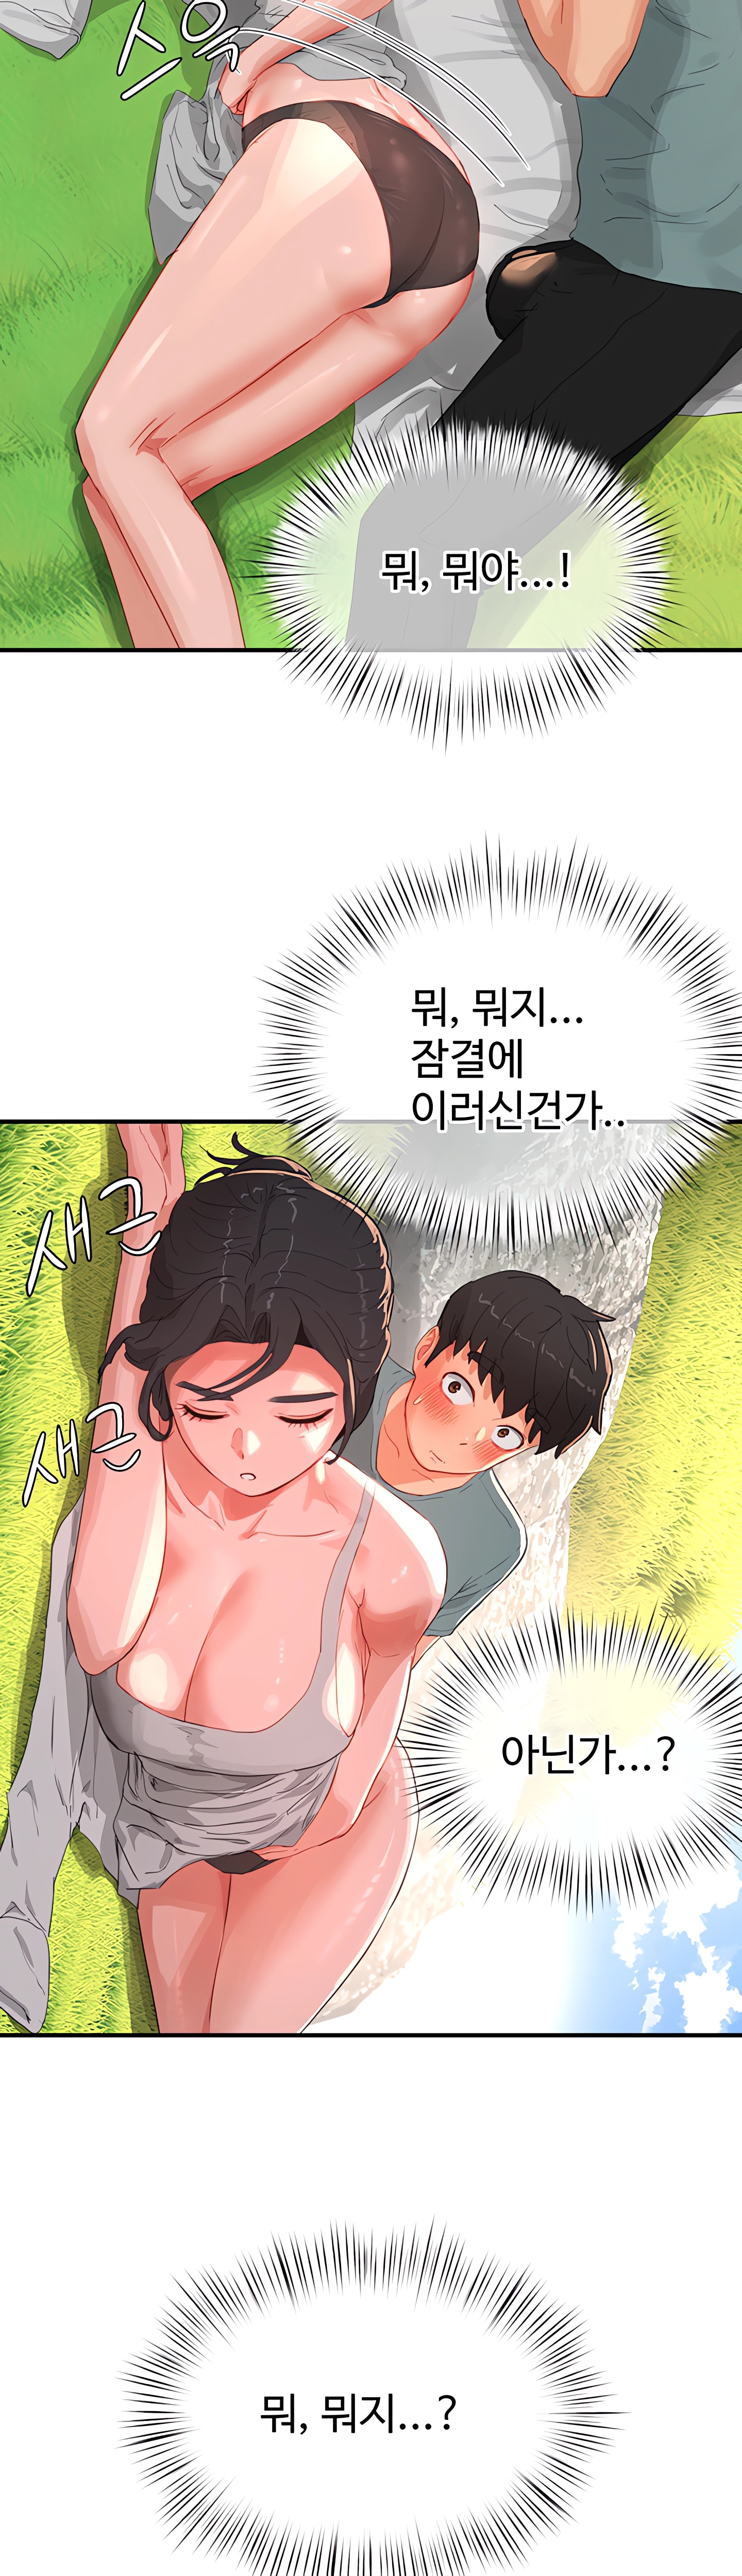 스윽
뭐, 뭐야...!
뭐, 뭐지...
잠결에
이러신건가..
새근
새근
아닌가...?
뭐, 뭐지...?